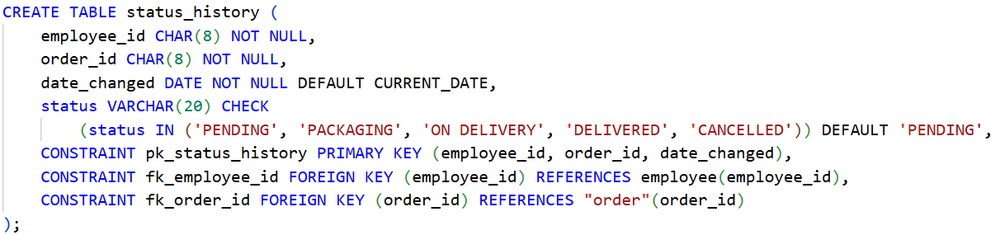 CREATE TABLE status_history (
    employee_id CHAR(8) NOT NULL,
    order_id CHAR(8) NOT NULL,
    date_changed DATE NOT NULL DEFAULT CURRENT_DATE,
    status VARCHAR(20) CHECK
        (status IN ('PENDING', 'PACKAGING', 'ON DELIVERY', 'DELIVERED', 'CANCELLED')) DEFAULT 'PENDING',
    CONSTRAINT pk_status_history PRIMARY KEY (employee_id, order_id, date_changed),
    CONSTRAINT fk_employee_id FOREIGN KEY (employee_id) REFERENCES employee(employee_id),
    CONSTRAINT fk_order_id FOREIGN KEY (order_id) REFERENCES "order"(order_id)
);